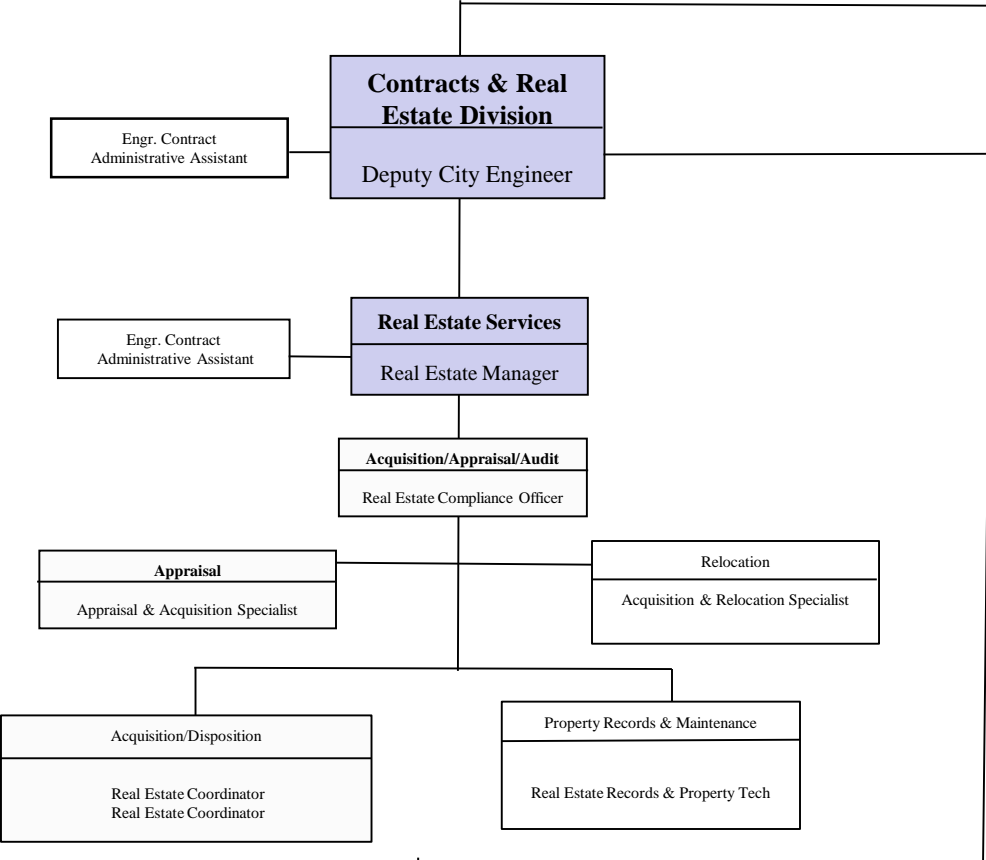 Contracts & Real
Estate Division
Deputy City Engineer
Engr. Contract
Administrative Assistant
Real Estate Services
Real Estate Manager
Engr. Contract
Administrative Assistant
Acquisition/Appraisal/Audit
Real Estate Compliance Officer
Appraisal
Appraisal & Acquisition Specialist
Relocation
Acquisition & Relocation Specialist
Acquisition/Disposition
Real Estate Coordinator
Real Estate Coordinator
Property Records & Maintenance
Real Estate Records & Property Tech